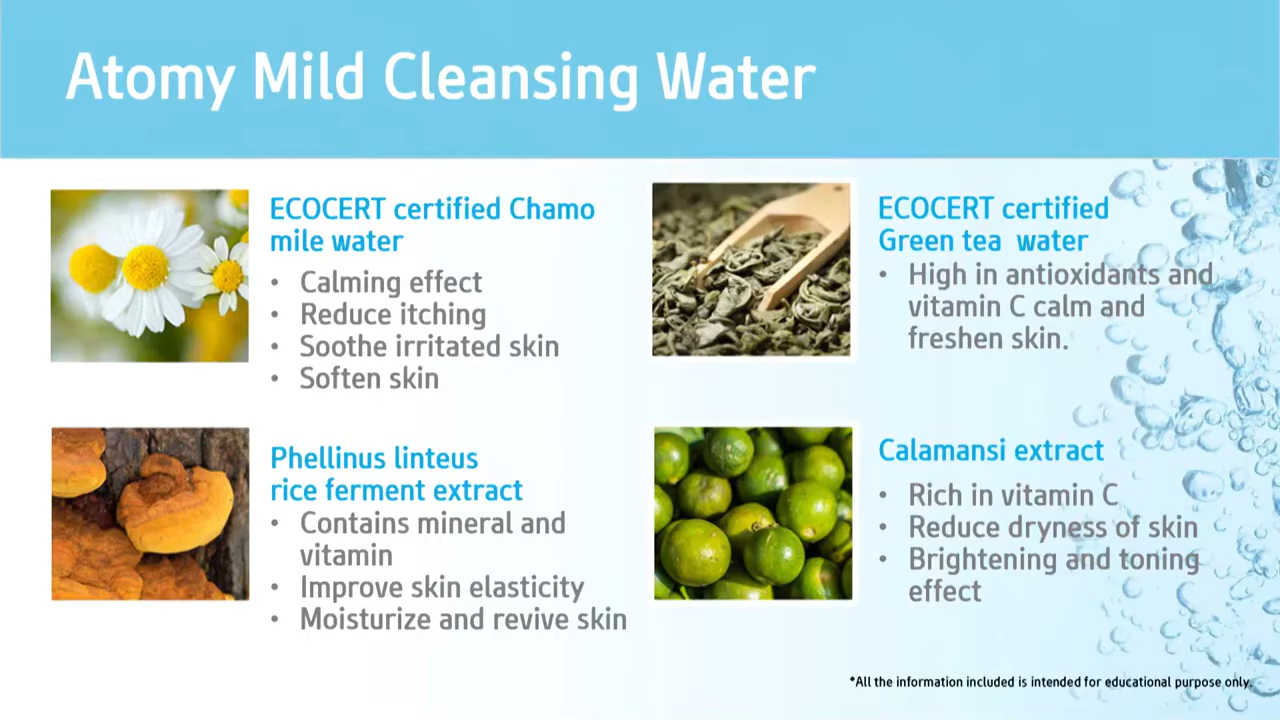 Atomy Mild Cleansing Water
ECOCERT certified Chamo
mile water
• Calming effect
• Reduce itching
• Soothe irritated skin
• Soften skin
ECOCERT certified
Green tea  water
• High in antioxidants and
vitamin C calm and
freshen skin.
Phellinus linteus
rice ferment extract
• Contains mineral and
vitamin
• Improve skin elasticity
• Moisturize and revive skin
Calamansi extract
• Rich in vitamin C
• Reduce dryness of skin
• Brightening and toning
effect
*All the information included is intended for educational purpose only.